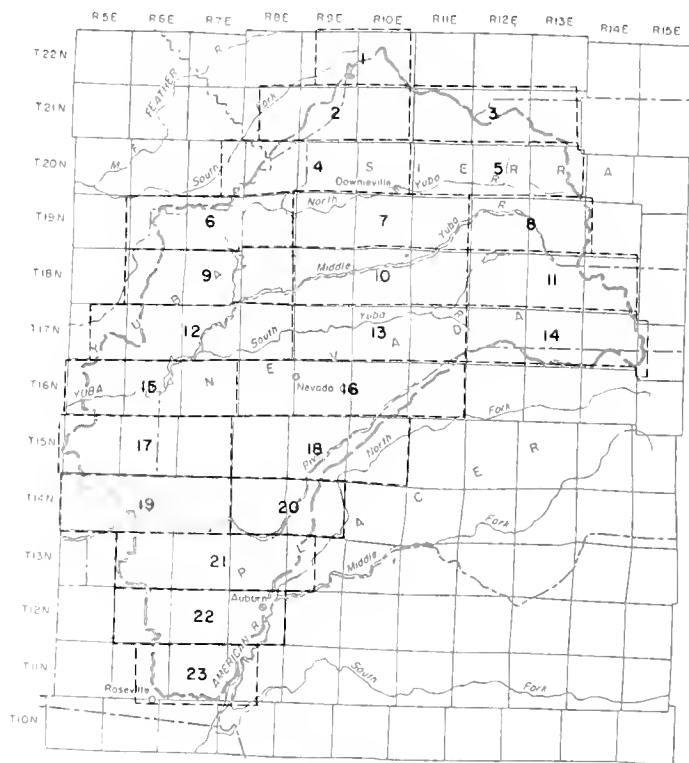 R5E R6E R7E R8E R9E R10E R11E R12E R13E R14E R15E
T22N
R
1
FEATHER
Fork
T21N
2
3
M F
South
T20N
4
S I E 5 R R A
Downieville
Yuba R
North
R
T19N
6
7
8
Yuba
T18N
9
A
Middle
10
11
B
T17N
U
12
South
Yuba
13
A
D
A
14
V
E
N
T16N
YUBA
15
Nevada
16
Fork
T15N
17
18
Riv
North
R
E
T14N
19
20
C
Fork
A
T13N
21
P
L
Middle
T12N
22
Auburn
AMERICAN R
T11N
23
South
Roseville
Fork
T10N